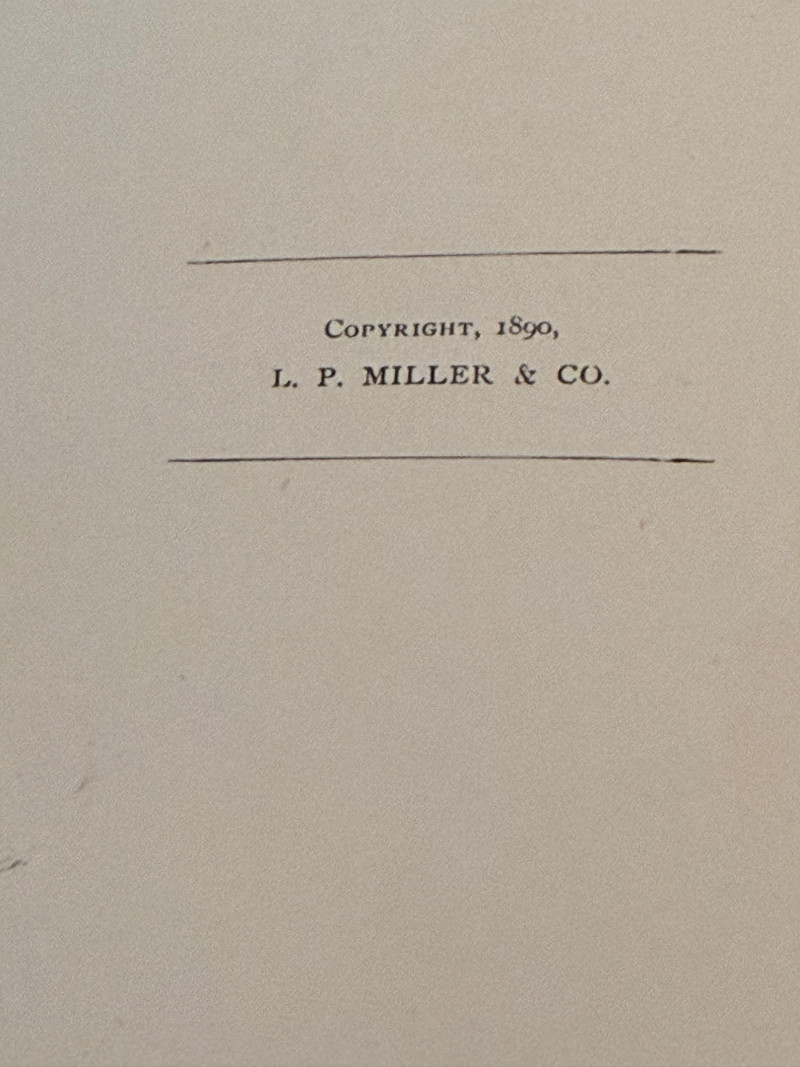 COPYRIGHT, 1890,
L. P. MILLER & CO.